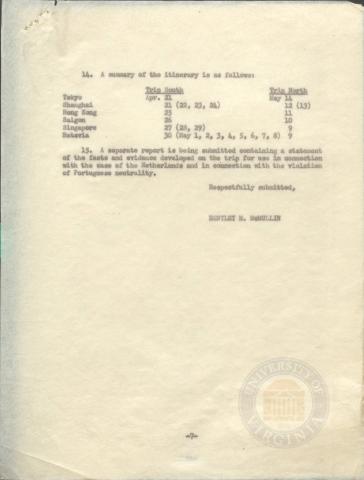 14. A summary of the itinerary is as follows:
Trip South Trip North
Tokyo Apr. 21 May 14
Shanghai 21 (22, 23, 24) 12 (13)
Hong Kong 25 11
Saigon 26 10
Singapore 27 (28, 29) 9
Batavia 30 (May 1, 2, 3, 4, 5, 6, 7, 8) 9
15. A separate report is being submitted containing a statement
of the facts and evidence developed on the trip for use in connection
with the case of the Netherlands and in connection with the violation
of Portuguese neutrality.
Respectfully submitted,
BENTLEY M. McMULLIN
UNIVERSITY OF VIRGINIA
-7-